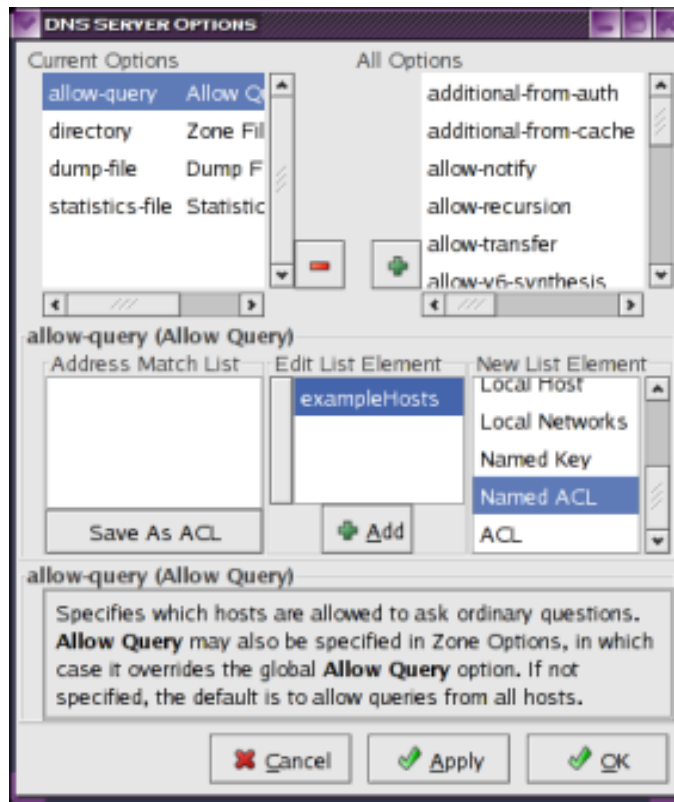 DNS SERVER OPTIONS
Current Options
All Options
allow-query Allow Qu
directory Zone Fil
dump-file Dump F
statistics-file Statistic
additional-from-auth
additional-from-cache
allow-notify
allow-recursion
allow-transfer
allow-v6-synthesis
allow-query (Allow Query)
Address Match List
Edit List Element
New List Element
exampleHosts
Local Host
Local Networks
Named Key
Named ACL
ACL
Save As ACL
Add
allow-query (Allow Query)
Specifies which hosts are allowed to ask ordinary questions.
Allow Query may also be specified in Zone Options, in which
case it overrides the global Allow Query option. If not
specified, the default is to allow queries from all hosts.
Cancel
Apply
OK